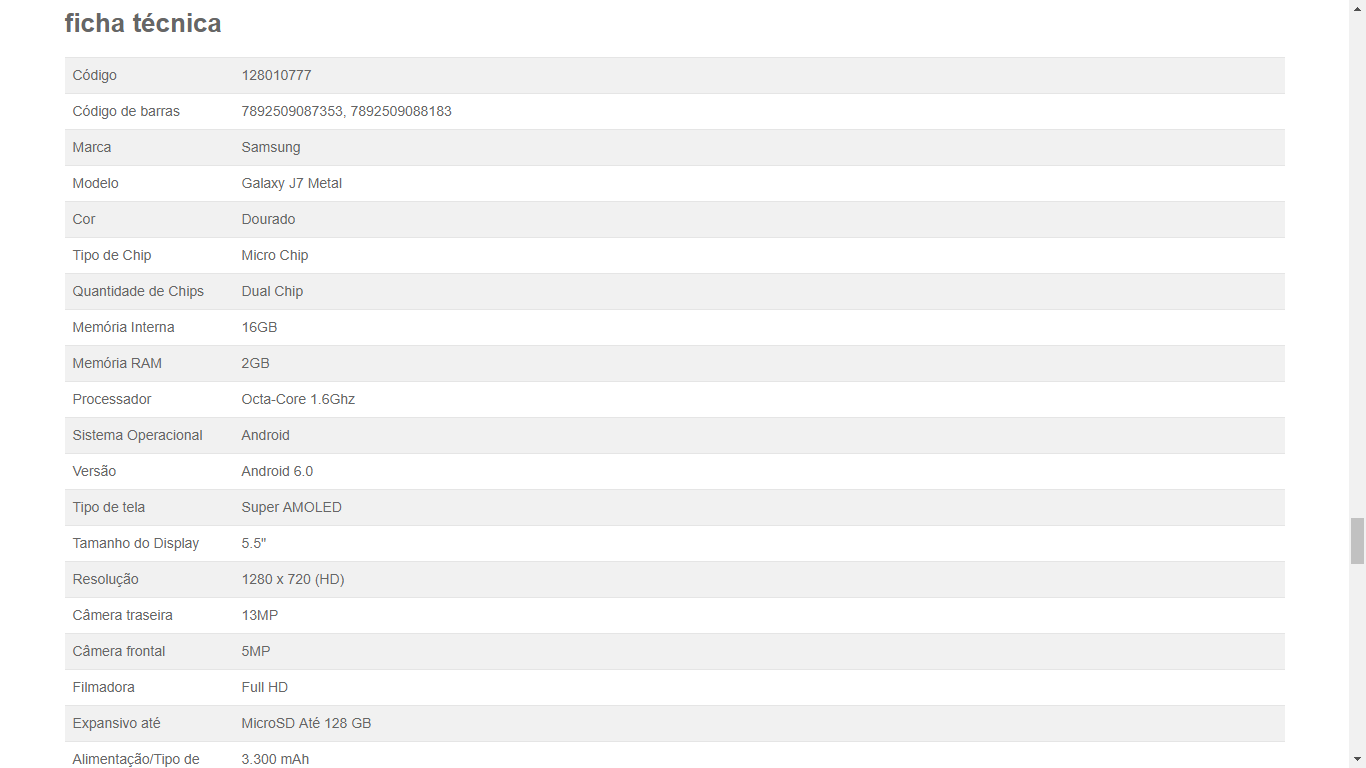 ficha técnica
Código 128010777
Código de barras 7892509087353, 7892509088183
Marca Samsung
Modelo Galaxy J7 Metal
Cor Dourado
Tipo de Chip Micro Chip
Quantidade de Chips Dual Chip
Memória Interna 16GB
Memória RAM 2GB
Processador Octa-Core 1.6Ghz
Sistema Operacional Android
Versão Android 6.0
Tipo de tela Super AMOLED
Tamanho do Display 5.5"
Resolução 1280 x 720 (HD)
Câmera traseira 13MP
Câmera frontal 5MP
Filmadora Full HD
Expansivo até MicroSD Até 128 GB
Alimentação/Tipo de 3.300 mAh